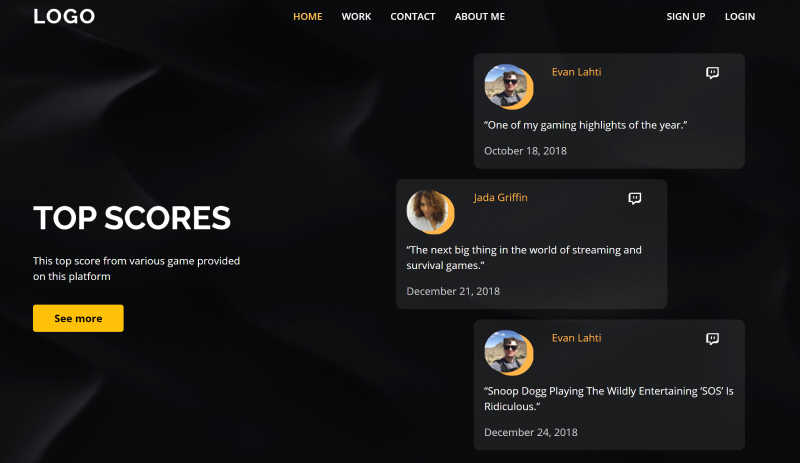 LOGO
HOME WORK CONTACT ABOUT ME
SIGN UP LOGIN
TOP SCORES
This top score from various game provided
on this platform
See more
Evan Lahti
“One of my gaming highlights of the year.”
October 18, 2018
Jada Griffin
“The next big thing in the world of streaming and
survival games.”
December 21, 2018
Evan Lahti
“Snoop Dogg Playing The Wildly Entertaining ‘SOS’ Is
Ridiculous.”
December 24, 2018